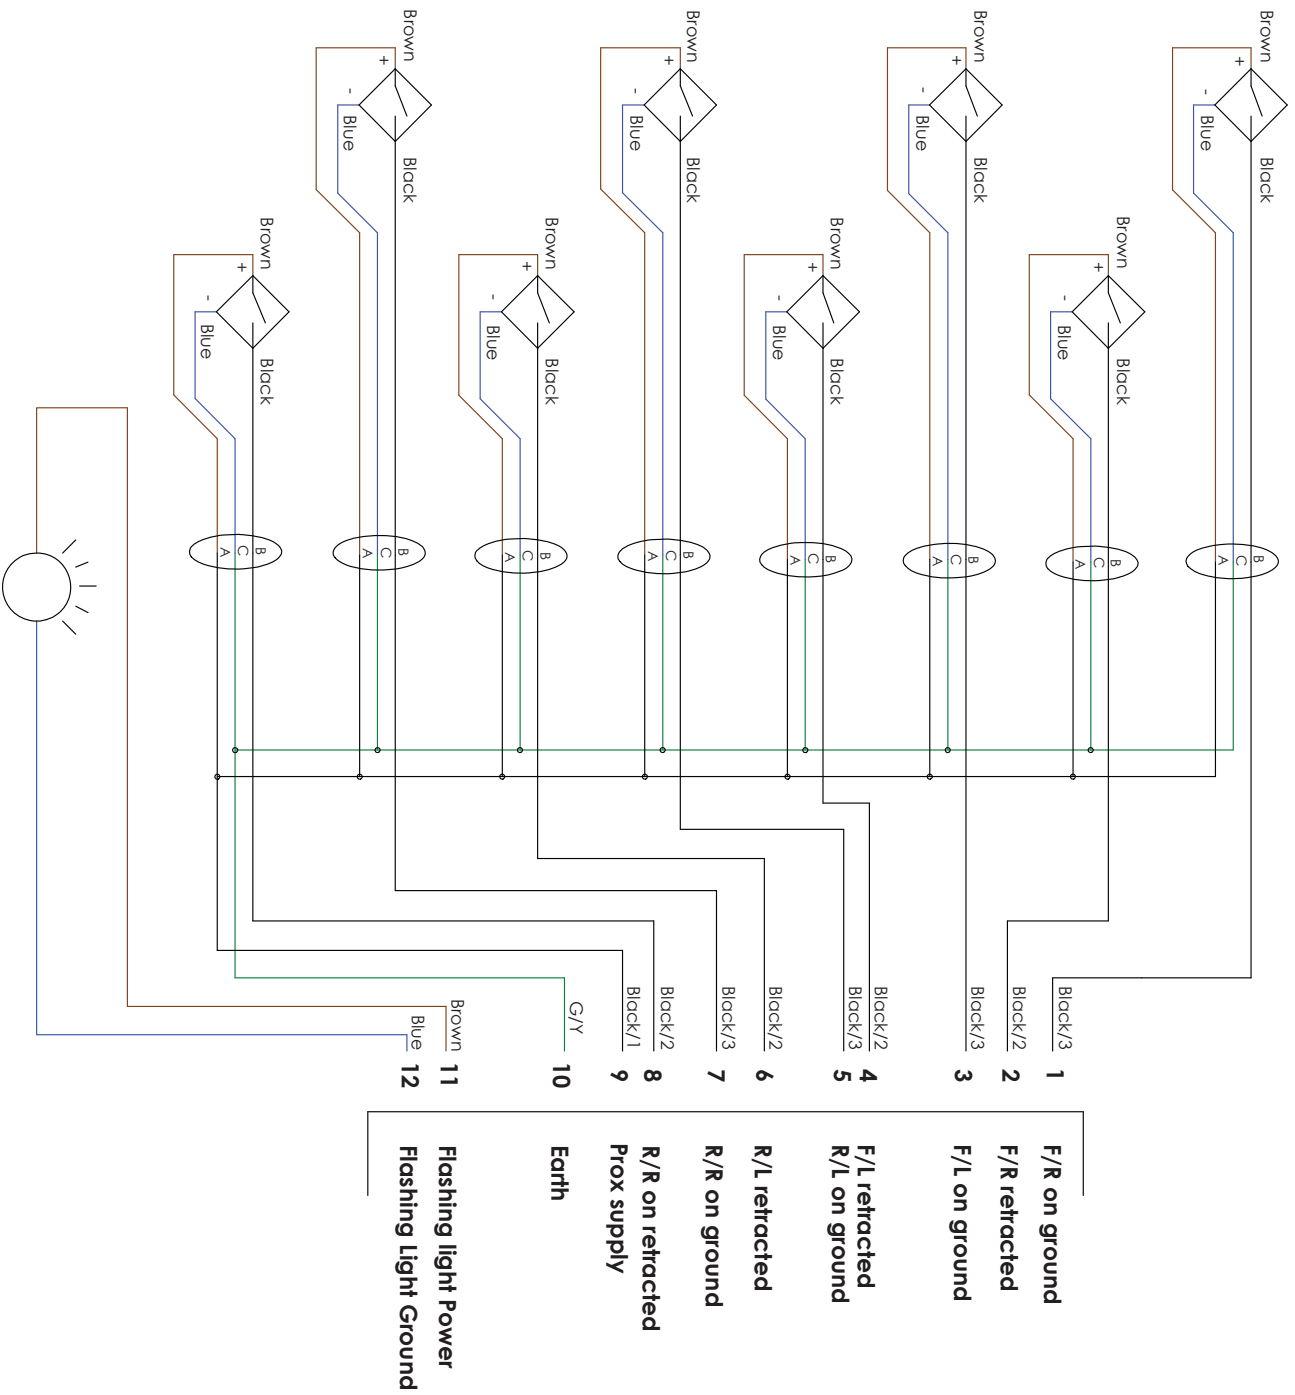 Brown
+
-
Blue
Black
B
C
A
Black/3 1 F/R on ground
Brown
+
-
Blue
Black
B
C
A
Black/2 2 F/R retracted
Brown
+
-
Blue
Black
B
C
A
Black/3 3 F/L on ground
Brown
+
-
Blue
Black
B
C
A
Black/2 4 F/L retracted
Brown
+
-
Blue
Black
B
C
A
Black/3 5 R/L on ground
Brown
+
-
Blue
Black
B
C
A
Black/2 6 R/L retracted
Brown
+
-
Blue
Black
B
C
A
Black/3 7 R/R on ground
Brown
+
-
Blue
Black
B
C
A
Black/2 8 R/R on retracted
Black/1 9 Prox supply
G/Y 10 Earth
Brown 11 Flashing light Power
Blue 12 Flashing Light Ground